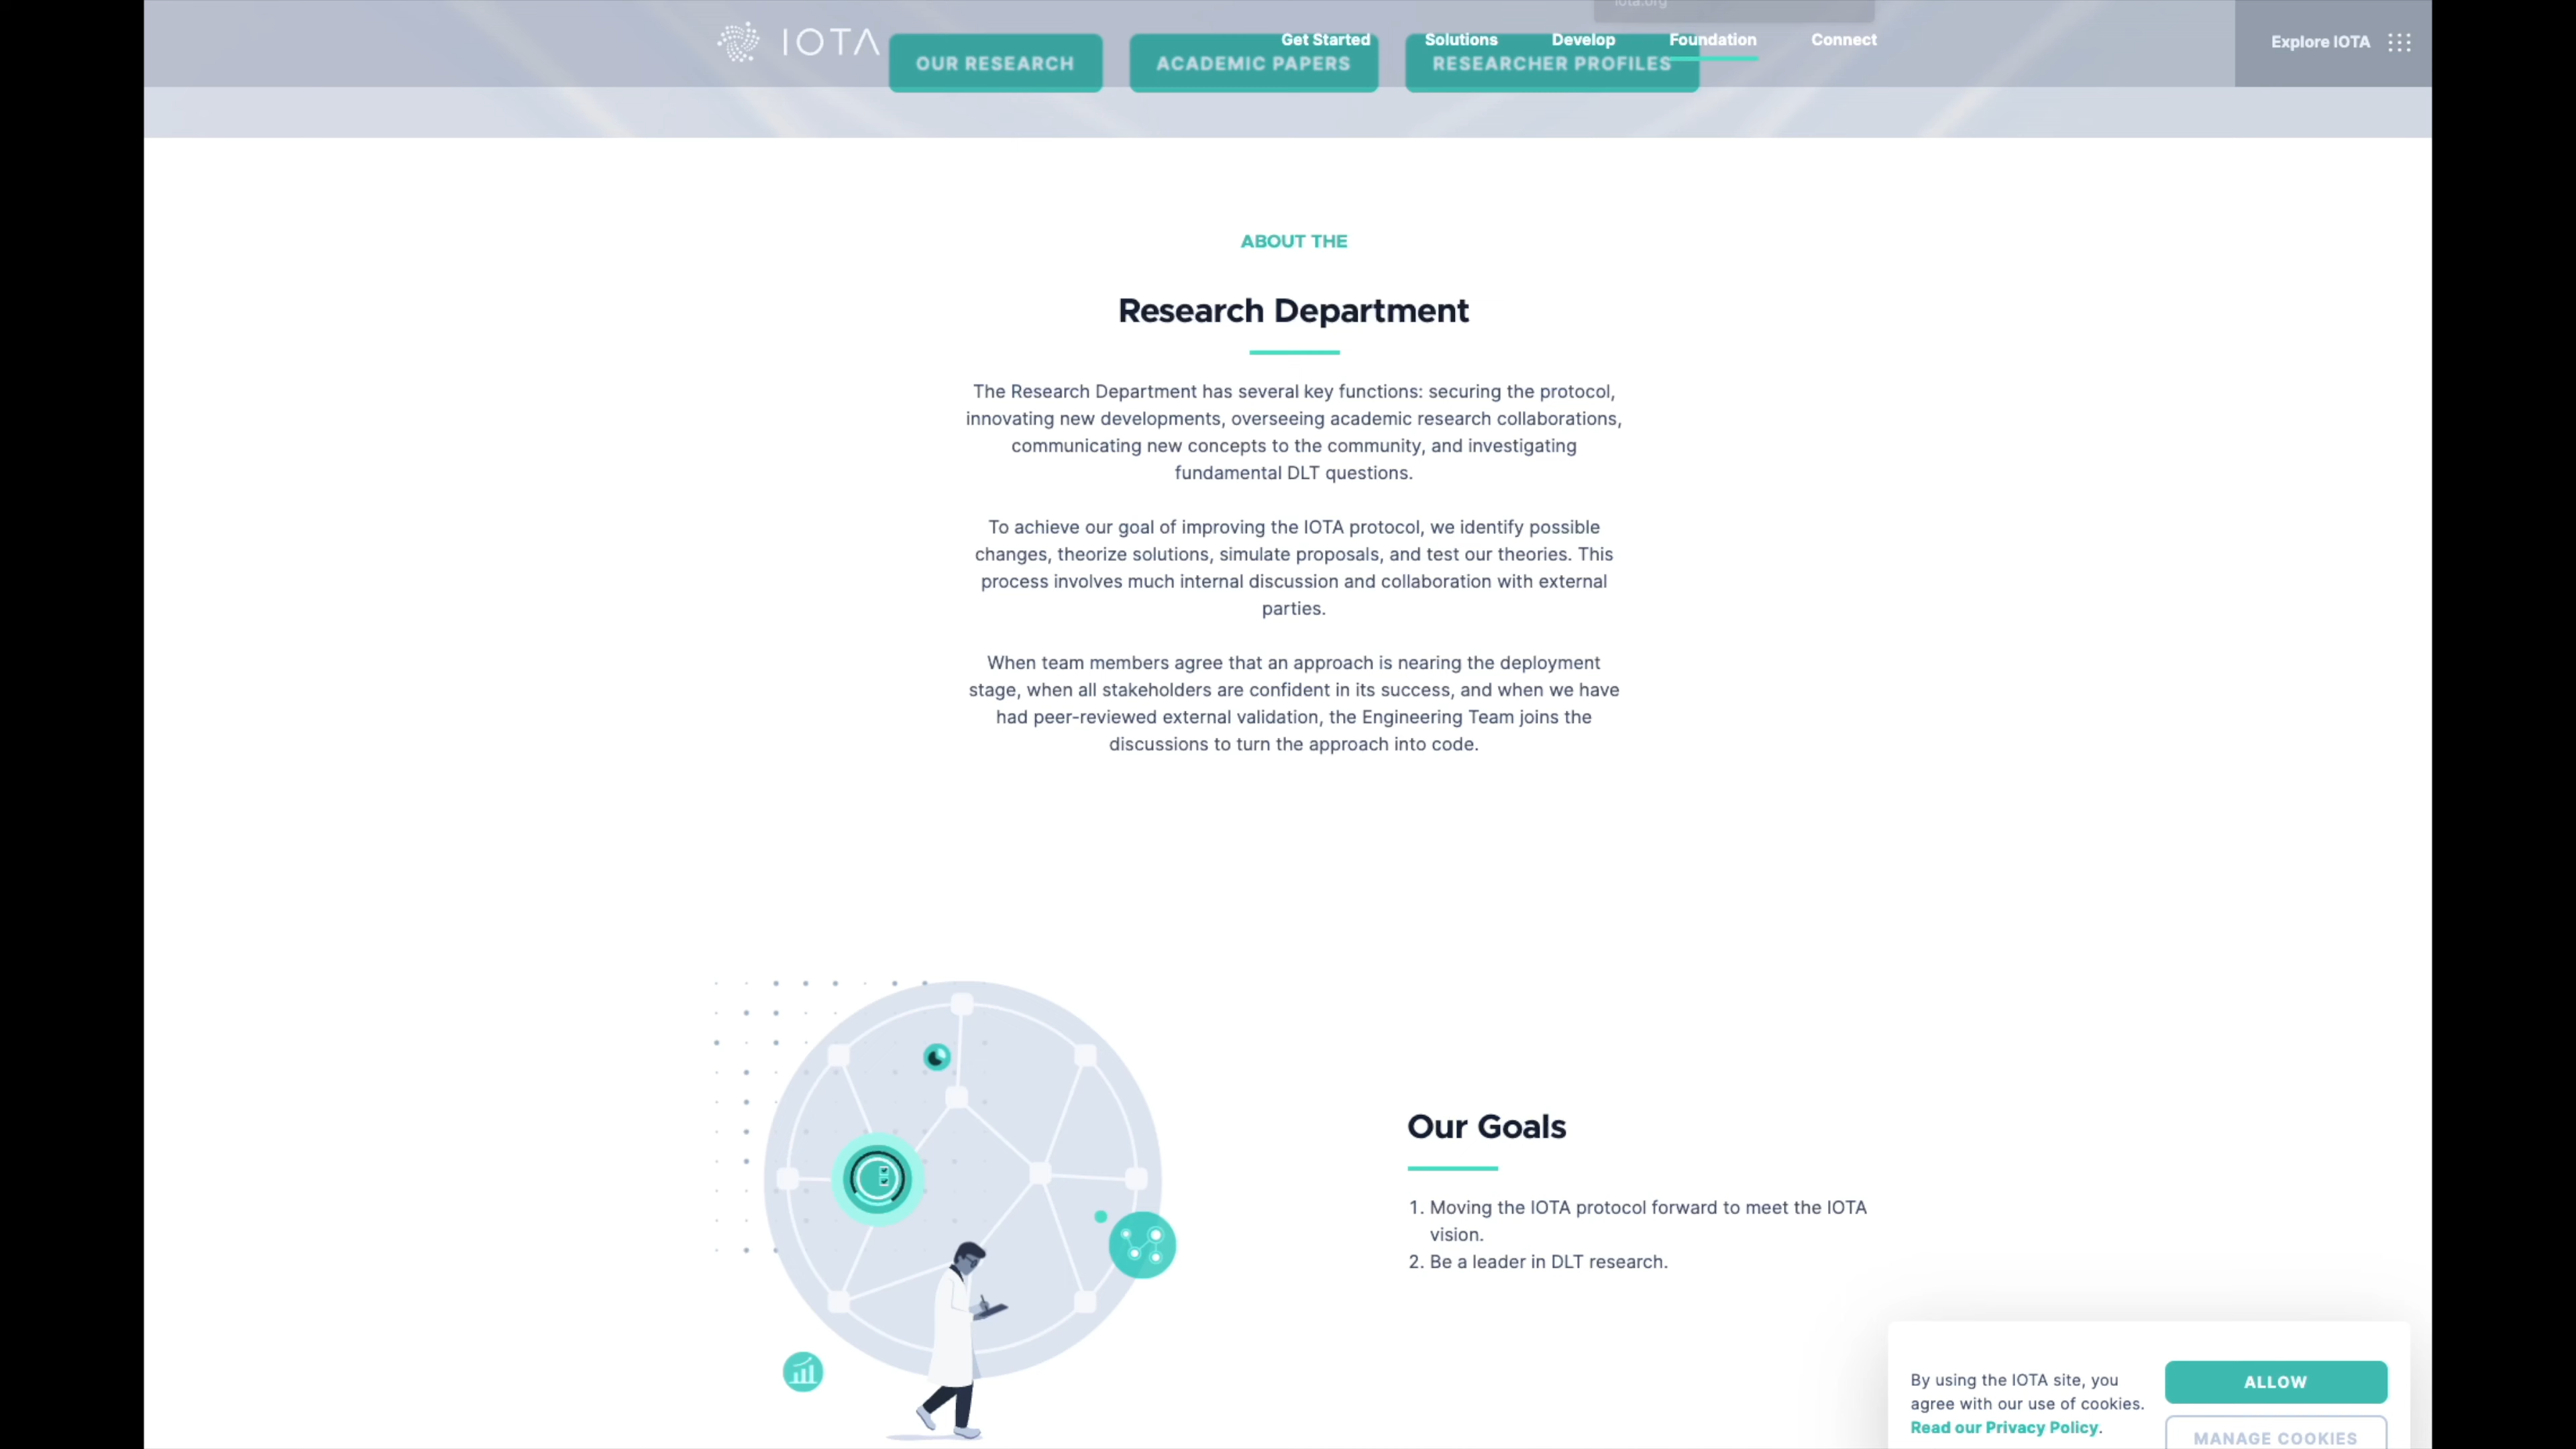 iota.org
IOTA
Get Started
Solutions
Develop
Foundation
Connect
Explore IOTA
OUR RESEARCH
ACADEMIC PAPERS
RESEARCHER PROFILES
ABOUT THE
Research Department
The Research Department has several key functions: securing the protocol,
innovating new developments, overseeing academic research collaborations,
communicating new concepts to the community, and investigating
fundamental DLT questions.
To achieve our goal of improving the IOTA protocol, we identify possible
changes, theorize solutions, simulate proposals, and test our theories. This
process involves much internal discussion and collaboration with external
parties.
When team members agree that an approach is nearing the deployment
stage, when all stakeholders are confident in its success, and when we have
had peer-reviewed external validation, the Engineering Team joins the
discussions to turn the approach into code.
Our Goals
1. Moving the IOTA protocol forward to meet the IOTA
vision.
2. Be a leader in DLT research.
By using the IOTA site, you
agree with our use of cookies.
Read our Privacy Policy.
ALLOW
MANAGE COOKIES